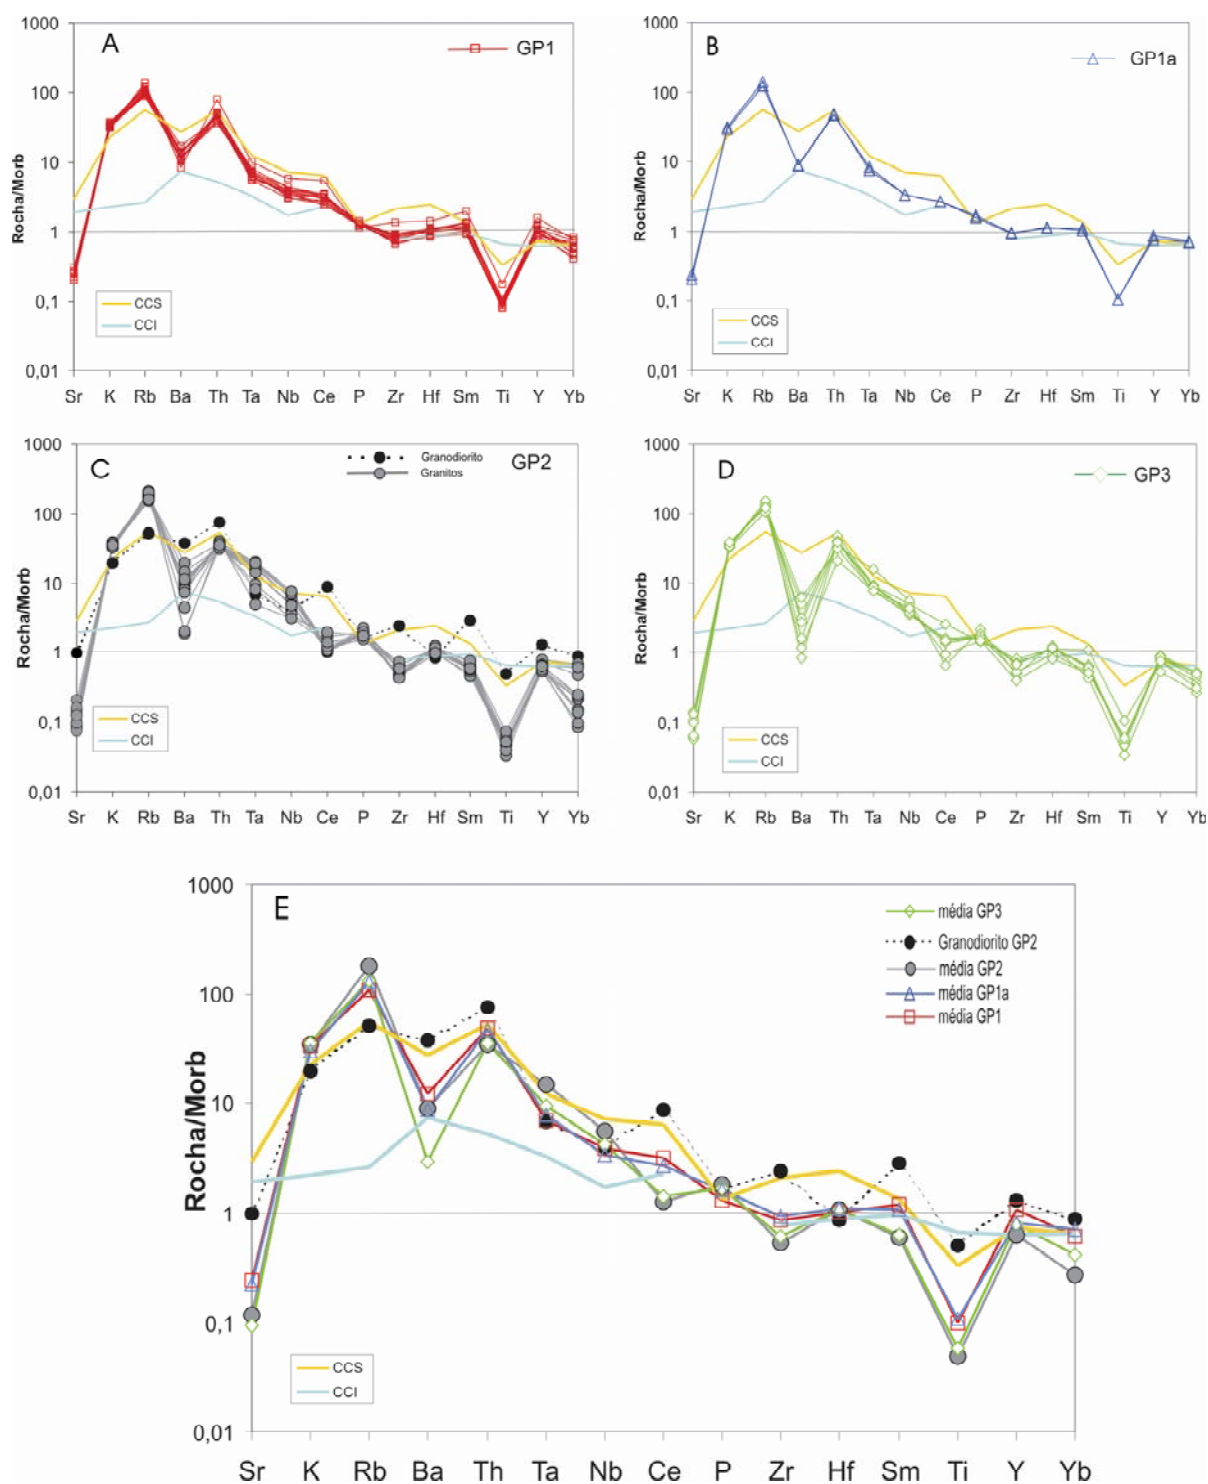 A
GP1
1000
100
10
1
0,1
0,01
Rocha/Morb
CCS
CCI
Sr K Rb Ba Th Ta Nb Ce P Zr Hf Sm Ti Y Yb
B
GP1a
1000
100
10
1
0,1
0,01
Rocha/Morb
CCS
CCI
Sr K Rb Ba Th Ta Nb Ce P Zr Hf Sm Ti Y Yb
C
Granodiorito
Granitos
GP2
1000
100
10
1
0,1
0,01
Rocha/Morb
CCS
CCI
Sr K Rb Ba Th Ta Nb Ce P Zr Hf Sm Ti Y Yb
D
GP3
1000
100
10
1
0,1
0,01
Rocha/Morb
CCS
CCI
Sr K Rb Ba Th Ta Nb Ce P Zr Hf Sm Ti Y Yb
E
média GP3
Granodiorito GP2
média GP2
média GP1a
média GP1
1000
100
10
1
0,1
0,01
Rocha/Morb
CCS
CCI
Sr K Rb Ba Th Ta Nb Ce P Zr Hf Sm Ti Y Yb